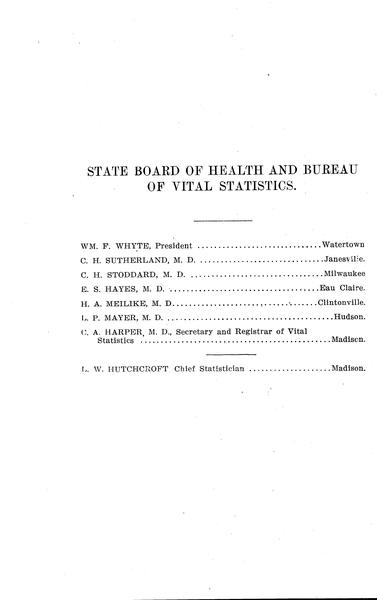 STATE BOARD OF HEALTH AND BUREAU
OF VITAL STATISTICS.
WM. F. WHYTE, President ..............................Watertown
C. H. SUTHERLAND, M. D. ..............................Janesville.
C. H. STODDARD, M. D. ................................Milwaukee
E. S. HAYES, M. D. ....................................Eau Claire.
H. A. MEILIKE, M. D....................................Clintonville.
L. P. MAYER, M. D. .......................................Hudson.
C. A. HARPER, M. D., Secretary and Registrar of Vital
Statistics ..............................................Madison.
L. W. HUTCHCROFT Chief Statistician ....................Madison.